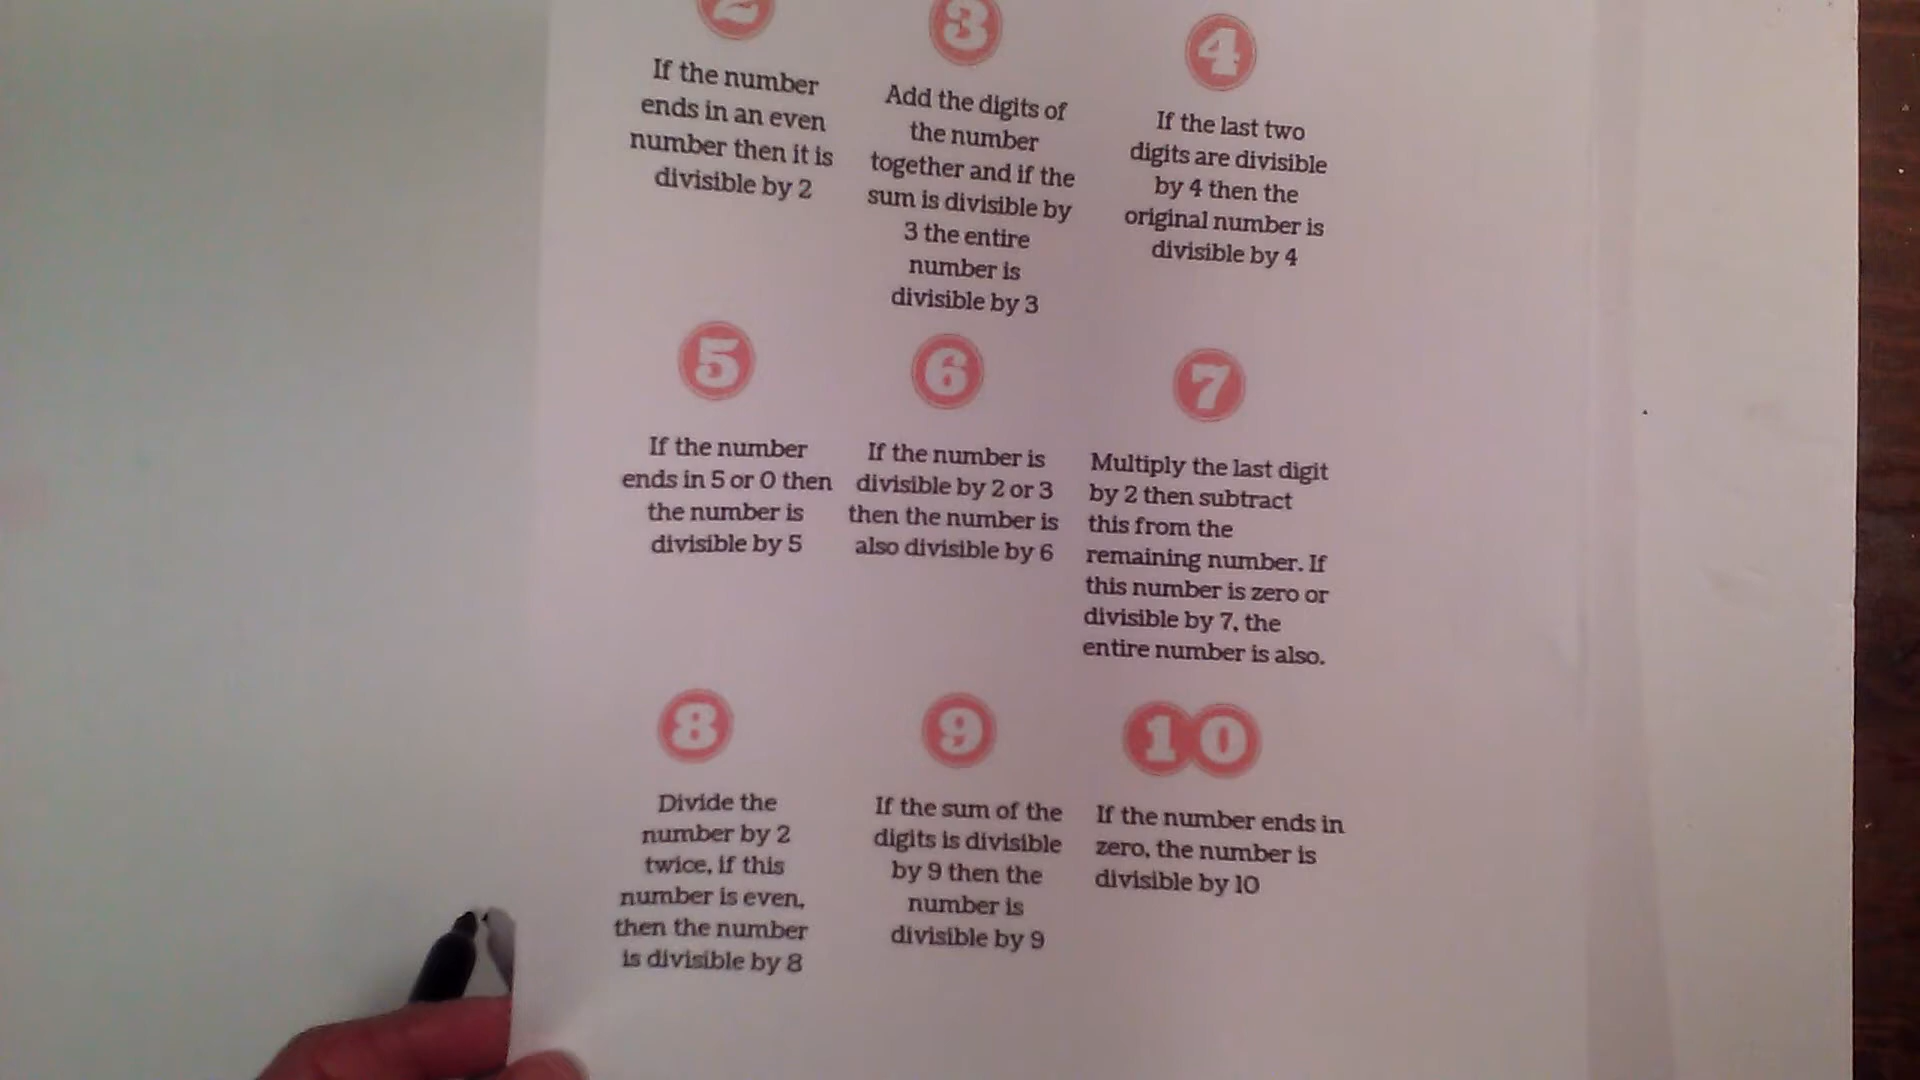 2
If the number
ends in an even
number then it is
divisible by 2
3
Add the digits of
the number
together and if the
sum is divisible by
3 the entire
number is
divisible by 3
4
If the last two
digits are divisible
by 4 then the
original number is
divisible by 4
5
If the number
ends in 5 or 0 then
the number is
divisible by 5
6
If the number is
divisible by 2 or 3
then the number is
also divisible by 6
7
Multiply the last digit
by 2 then subtract
this from the
remaining number. If
this number is zero or
divisible by 7, the
entire number is also.
8
Divide the
number by 2
twice, if this
number is even,
then the number
is divisible by 8
9
If the sum of the
digits is divisible
by 9 then the
number is
divisible by 9
10
If the number ends in
zero, the number is
divisible by 10